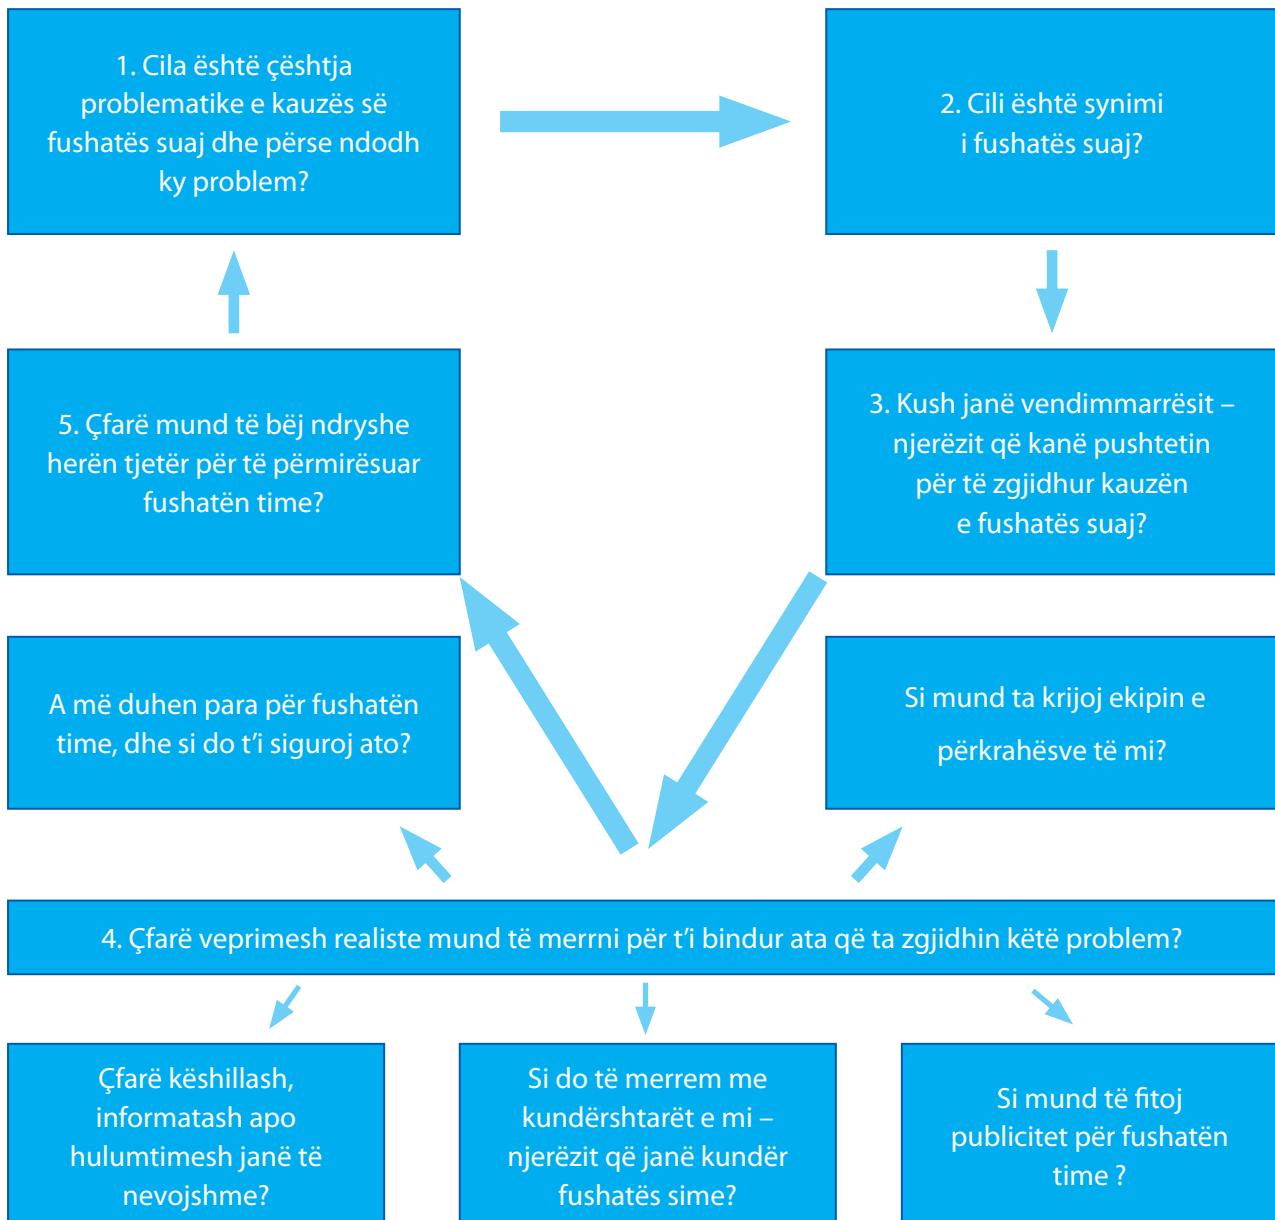 1. Cila është çështja
problematike e kauzës së
fushatës suaj dhe përse ndodh
ky problem?
2. Cili është synimi
i fushatës suaj?
3. Kush janë vendimmarrësit –
njerëzit që kanë pushtetin
për të zgjidhur kauzën
e fushatës suaj?
5. Çfarë mund të bëj ndryshe
herën tjetër për të përmirësuar
fushatën time?
A më duhen para për fushatën
time, dhe si do t’i siguroj ato?
Si mund ta krijoj ekipin e
përkrahësve të mi?
4. Çfarë veprimesh realiste mund të merrni për t’i bindur ata që ta zgjidhin këtë problem?
Çfarë këshillash,
informatash apo
hulumtimesh janë të
nevojshme?
Si do të merrem me
kundërshtarët e mi –
njerëzit që janë kundër
fushatës sime?
Si mund të fitoj
publicitet për fushatën
time ?